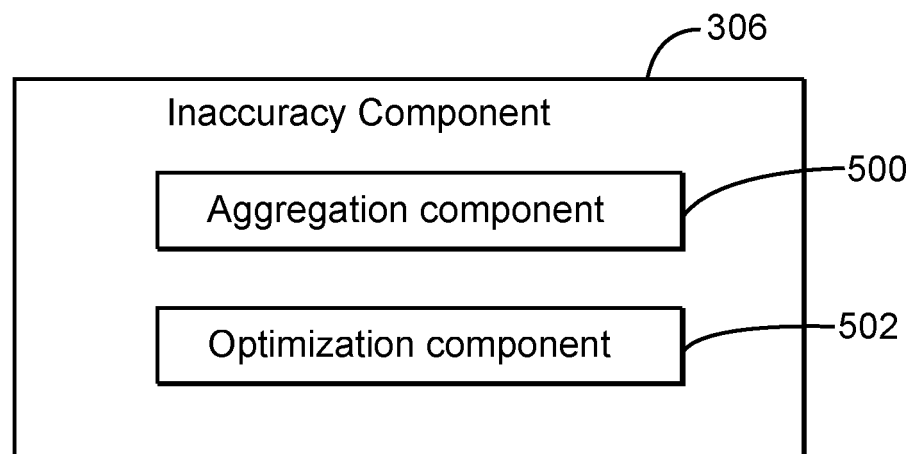 306
Inaccuracy Component
500
Aggregation component
502
Optimization component